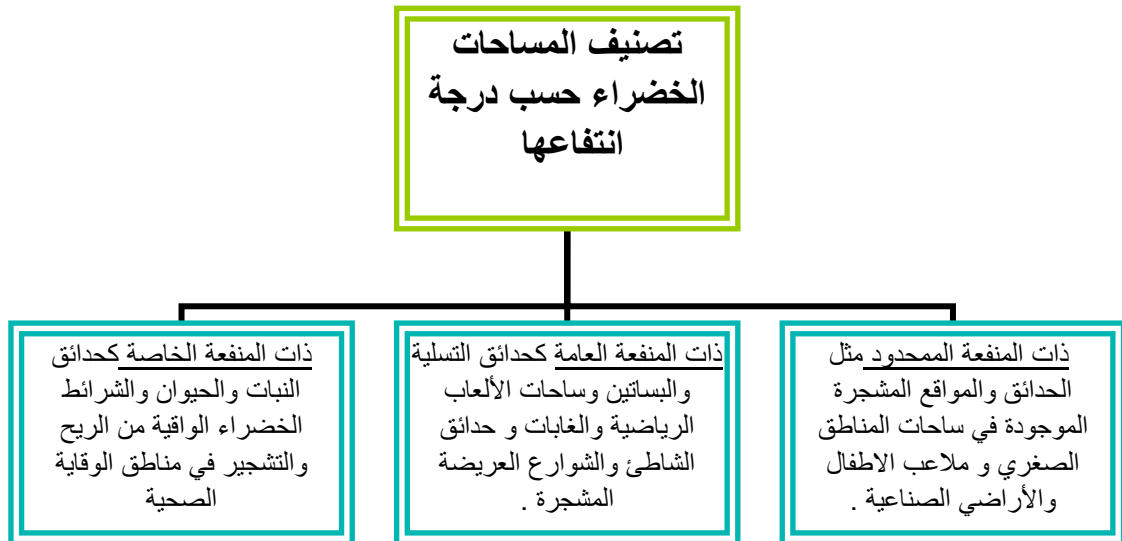 تصنيف المساحات
الخضراء حسب درجة
انتفاعها
ذات المنفعة الممحدود مثل
الحدائق والمواقع المشجرة
الموجودة في ساحات المناطق
الصغري و ملاعب الاطفال
والأراضي الصناعية .
ذات المنفعة العامة كحدائق التسلية
والبساتين وساحات الألعاب
الرياضية والغابات و حدائق
الشاطئ والشوارع العريضة
المشجرة .
ذات المنفعة الخاصة كحدائق
النبات والحيوان والشرائط
الخضراء الواقية من الريح
والتشجير في مناطق الوقاية
الصحية